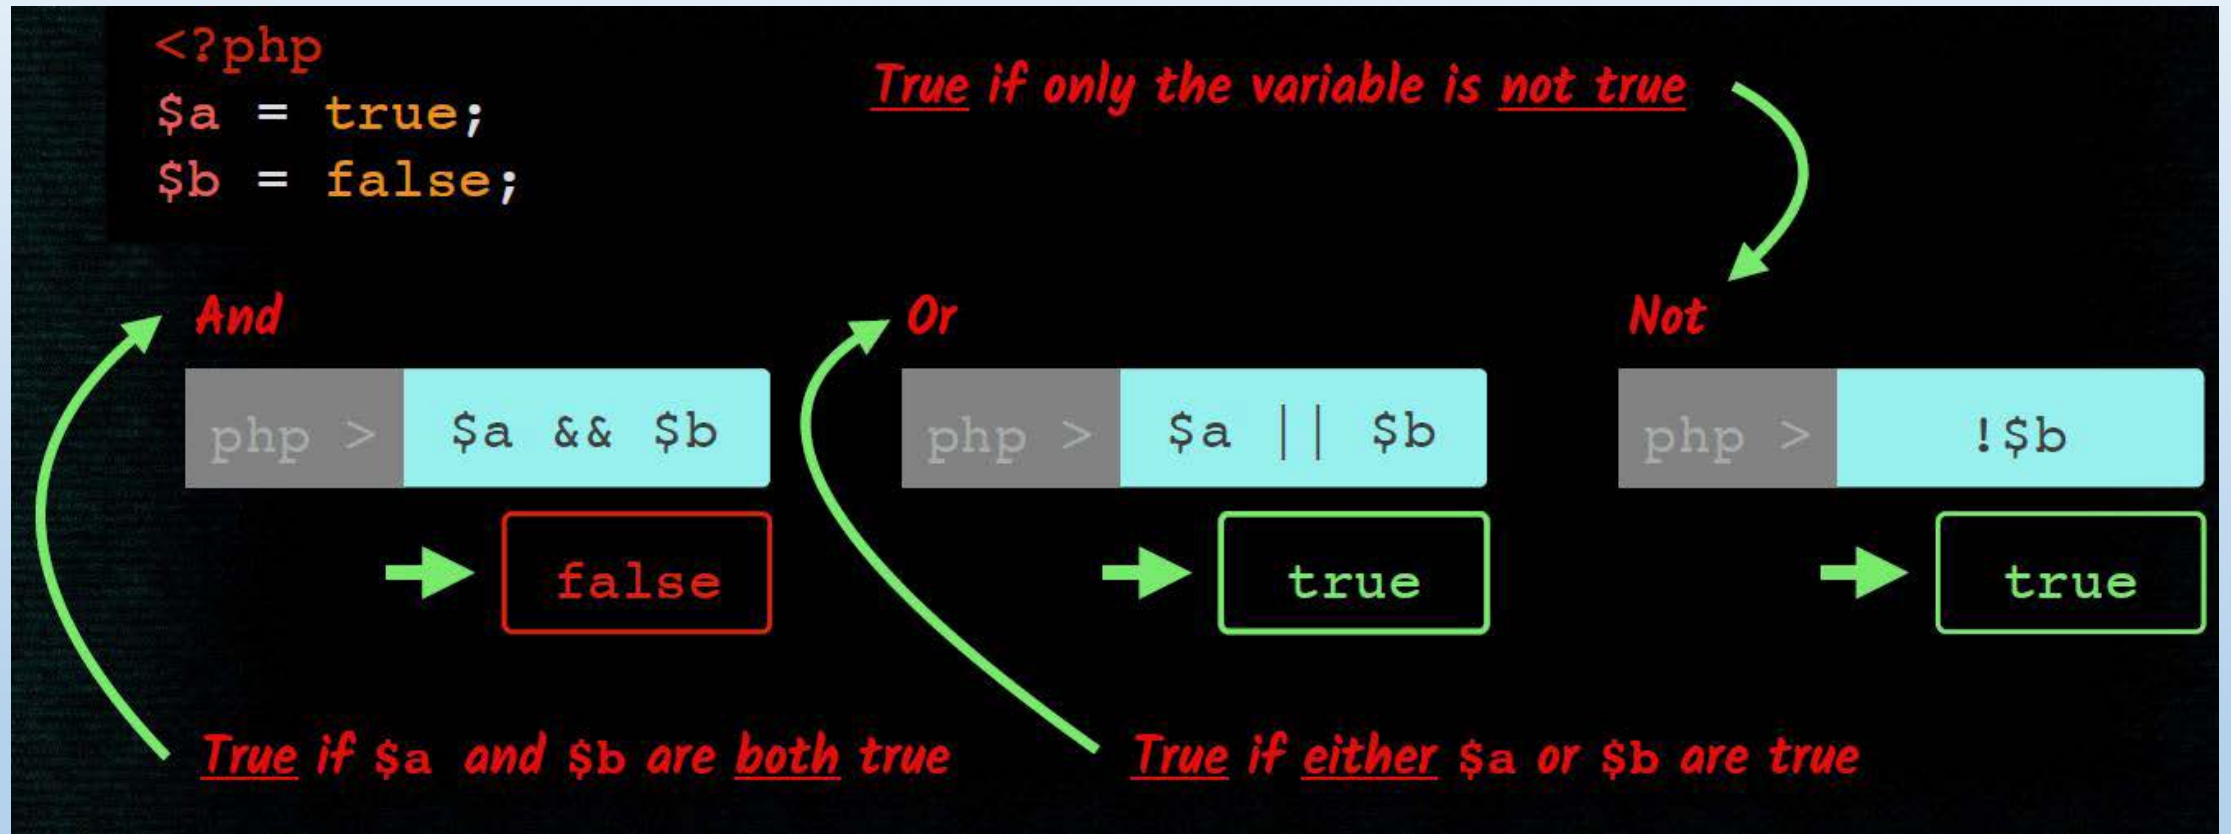 <?php
$a = true;
$b = false;
True if only the variable is not true
And
php > $a && $b
false
True if $a and $b are both true
Or
php > $a || $b
true
True if either $a or $b are true
Not
php > !$b
true